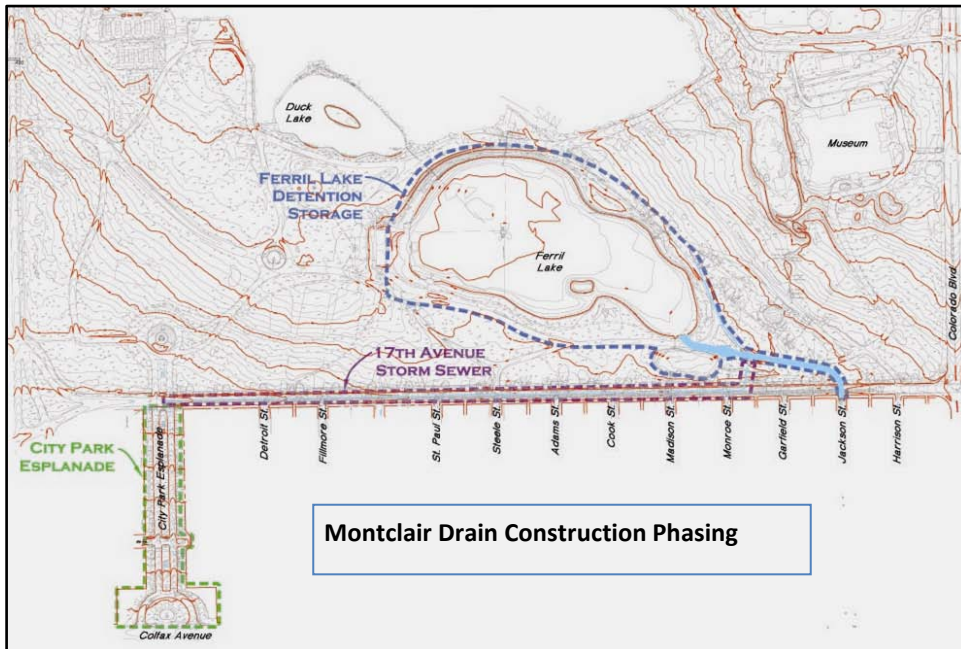 Duck
Lake
Museum
FERRIL LAKE
DETENTION
STORAGE
Ferril
Lake
Colorado Blvd.
17TH AVENUE
STORM SEWER
CITY PARK
ESPLANADE
City Park Esplanade
Detroit St.
Fillmore St.
St. Paul St.
Steele St.
Adams St.
Cook St.
Madison St.
Monroe St.
Garfield St.
Jackson St.
Harrison St.
Montclair Drain Construction Phasing
Colfax Avenue